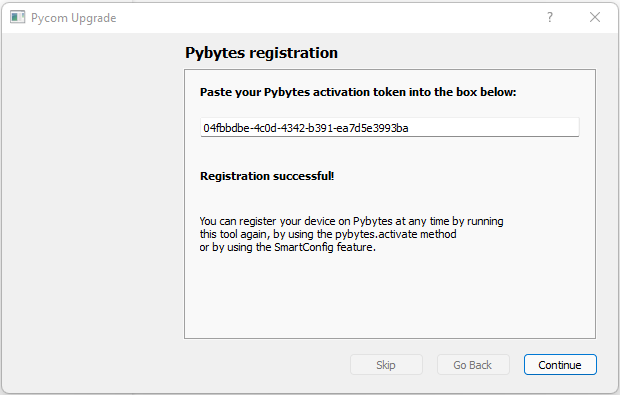 Pycom Upgrade
?
Pybytes registration
Paste your Pybytes activation token into the box below:
04fbbdbe-4c0d-4342-b391-ea7d5e3993ba
Registration successful!
You can register your device on Pybytes at any time by running
this tool again, by using the pybytes.activate method
or by using the SmartConfig feature.
Skip
Go Back
Continue